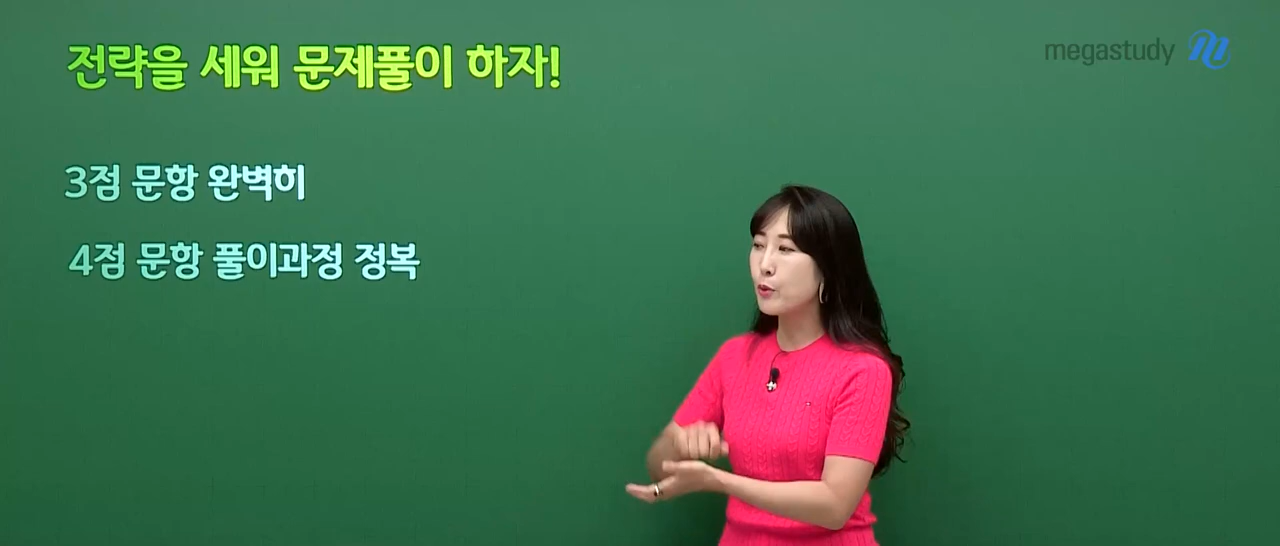 전략을 세워 문제풀이 하자!
megastudy
3점 문항 완벽히
4점 문항 풀이과정 정복